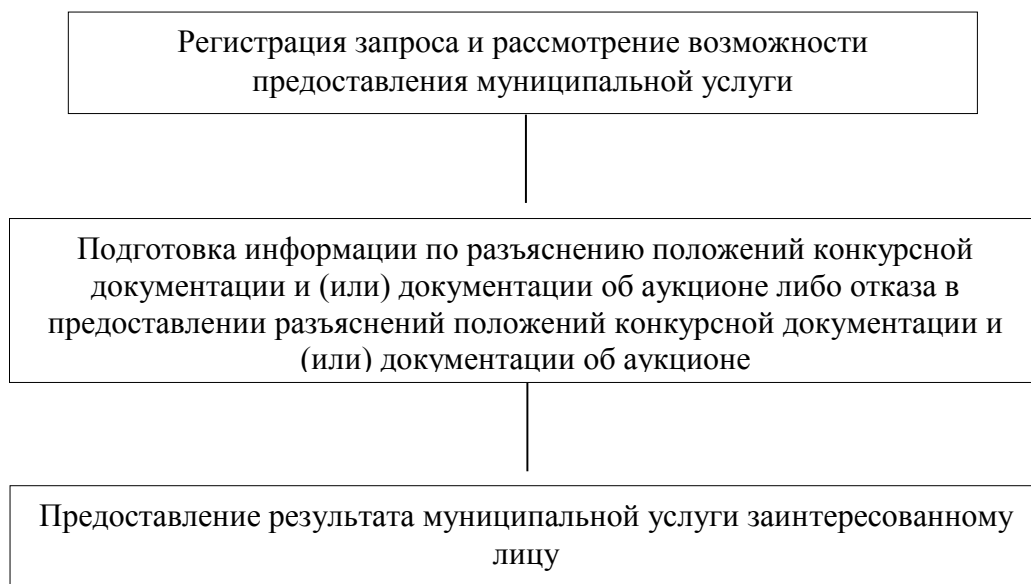 Регистрация запроса и рассмотрение возможности
предоставления муниципальной услуги
Подготовка информации по разъяснению положений конкурсной
документации и (или) документации об аукционе либо отказа в
предоставлении разъяснений положений конкурсной документации и
(или) документации об аукционе
Предоставление результата муниципальной услуги заинтересованному
лицу